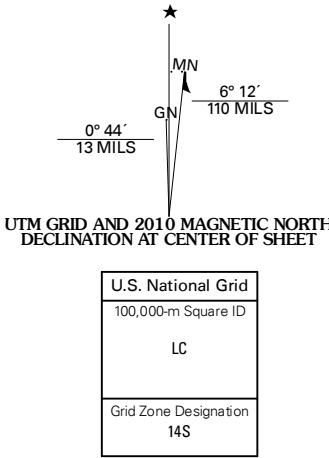 MN
GN
6° 12´
110 MILS
0° 44´
13 MILS
UTM GRID AND 2010 MAGNETIC NORTH
DECLINATION AT CENTER OF SHEET
U.S. National Grid
100,000-m Square ID
LC
Grid Zone Designation
14S